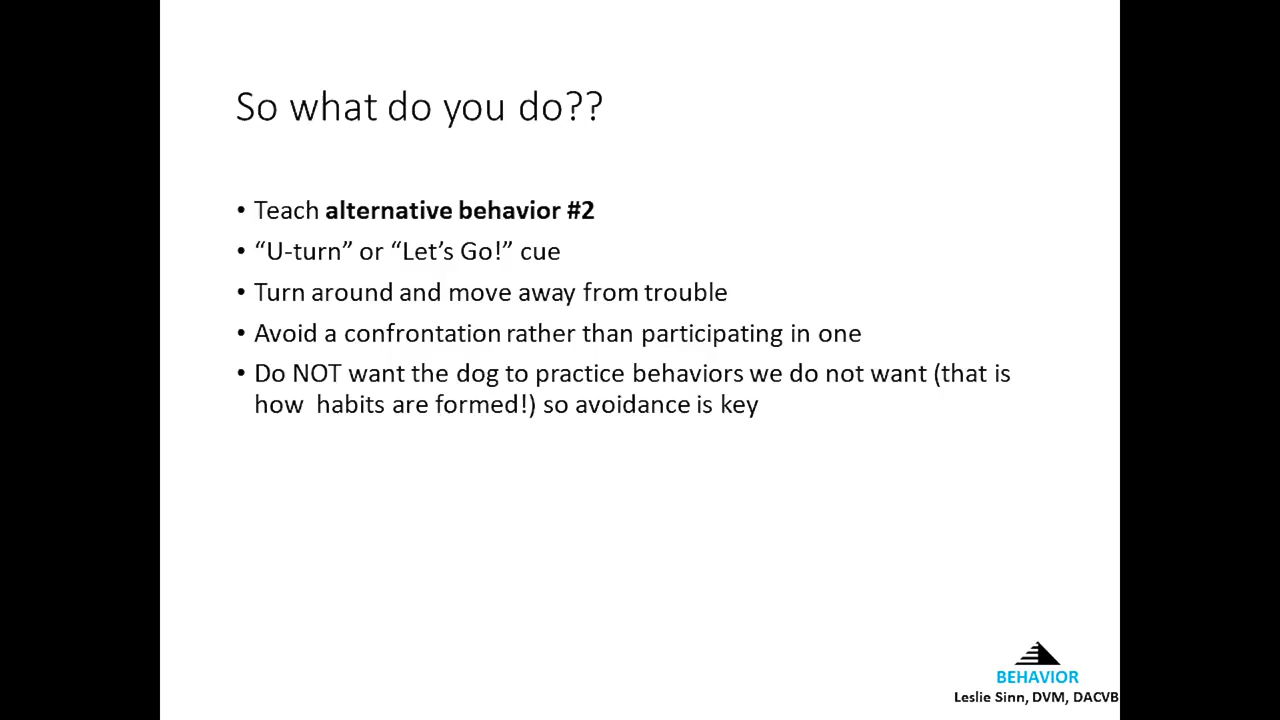 So what do you do??
• Teach alternative behavior #2
• “U-turn” or “Let’s Go!” cue
• Turn around and move away from trouble
• Avoid a confrontation rather than participating in one
• Do NOT want the dog to practice behaviors we do not want (that is
how  habits are formed!) so avoidance is key
BEHAVIOR
Leslie Sinn, DVM, DACVB